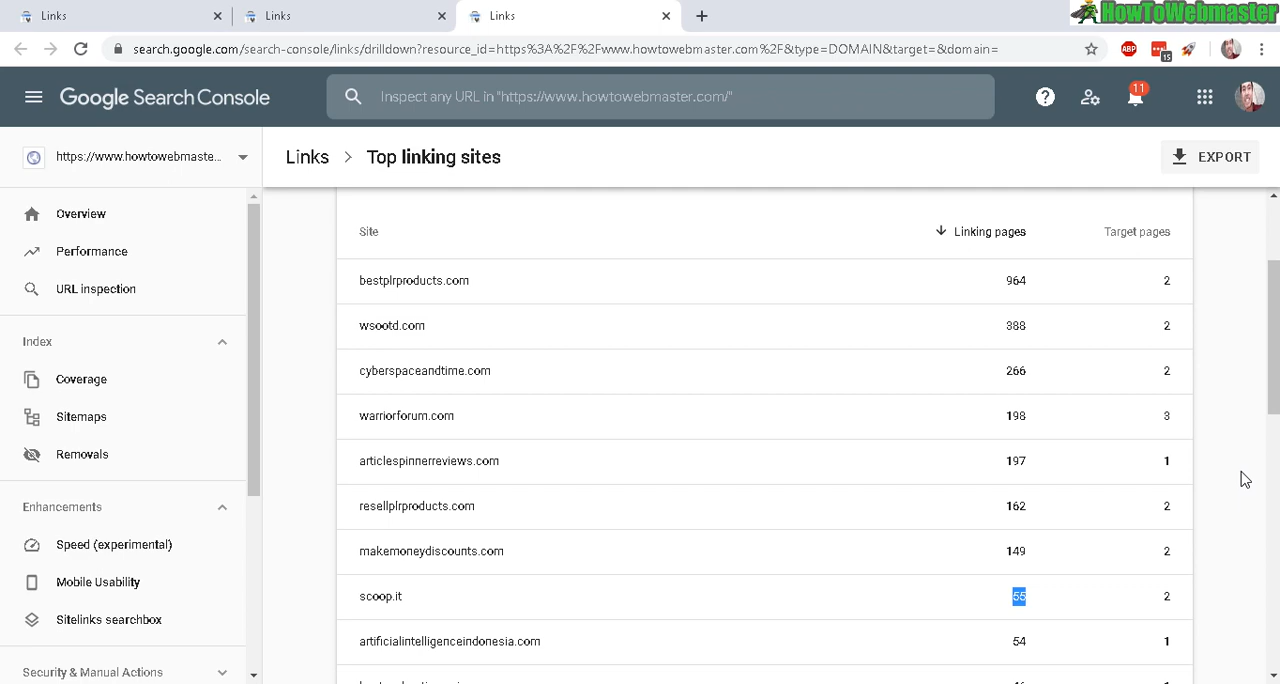 Links
Links
Links
HowToWebmaster
search.google.com/search-console/links/drilldown?resource_id=https%3A%2F%2Fwww.howtowebmaster.com%2F&type=DOMAIN&target=&domain=
ABP
15
Google Search Console
Inspect any URL in "https://www.howtowebmaster.com/"
11
https://www.howtowebmaste...
Links > Top linking sites
EXPORT
Overview
Performance
URL inspection
Index
Coverage
Sitemaps
Removals
Enhancements
Speed (experimental)
Mobile Usability
Sitelinks searchbox
Security & Manual Actions
Site Linking pages Target pages
bestplrproducts.com 964 2
wsootd.com 388 2
cyberspaceandtime.com 266 2
warriorforum.com 198 3
articlespinnerreviews.com 197 1
resellplrproducts.com 162 2
makemoneydiscounts.com 149 2
scoop.it 55 2
artificialintelligenceindonesia.com 54 1